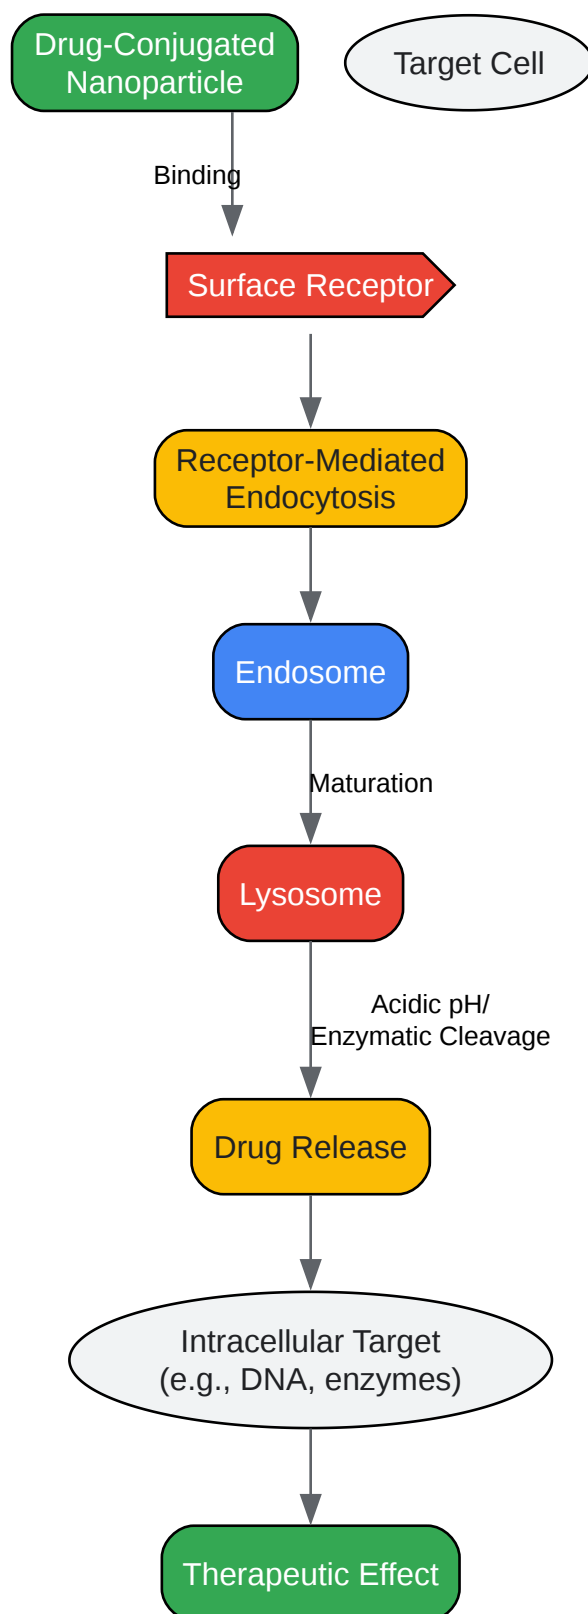 Drug-Conjugated
Nanoparticle
Target Cell
Binding
Surface Receptor
Receptor-Mediated
Endocytosis
Endosome
Maturation
Lysosome
Acidic pH/
Enzymatic Cleavage
Drug Release
Intracellular Target
(e.g., DNA, enzymes)
Therapeutic Effect